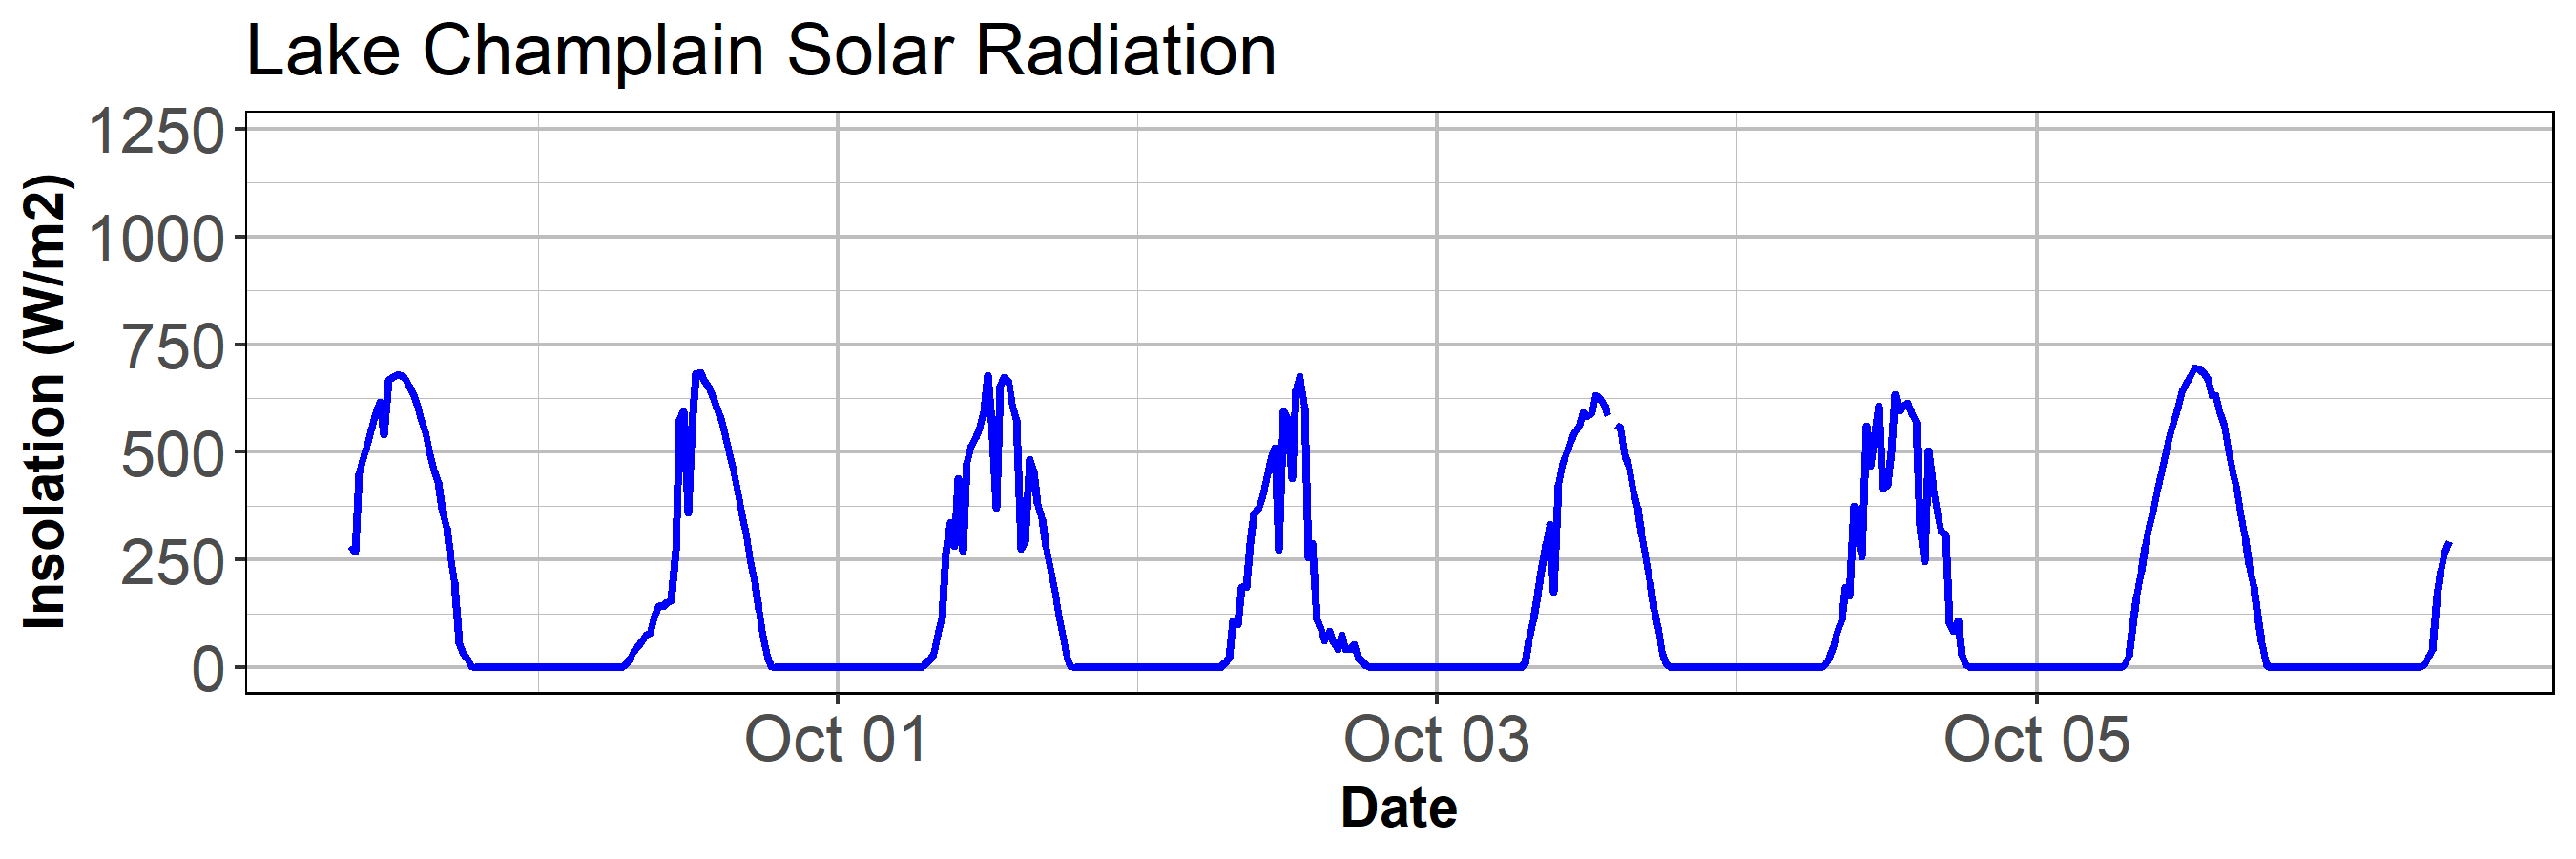 Lake Champlain Solar Radiation
Insolation (W/m2)
1250
1000
750
500
250
0
Oct 01 Oct 03 Oct 05
Date